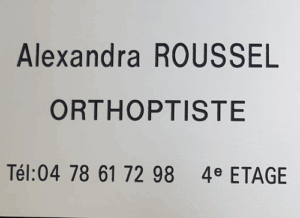 Alexandra ROUSSEL
ORTHOPTISTE
Tél:04 78 61 72 98 4e ETAGE